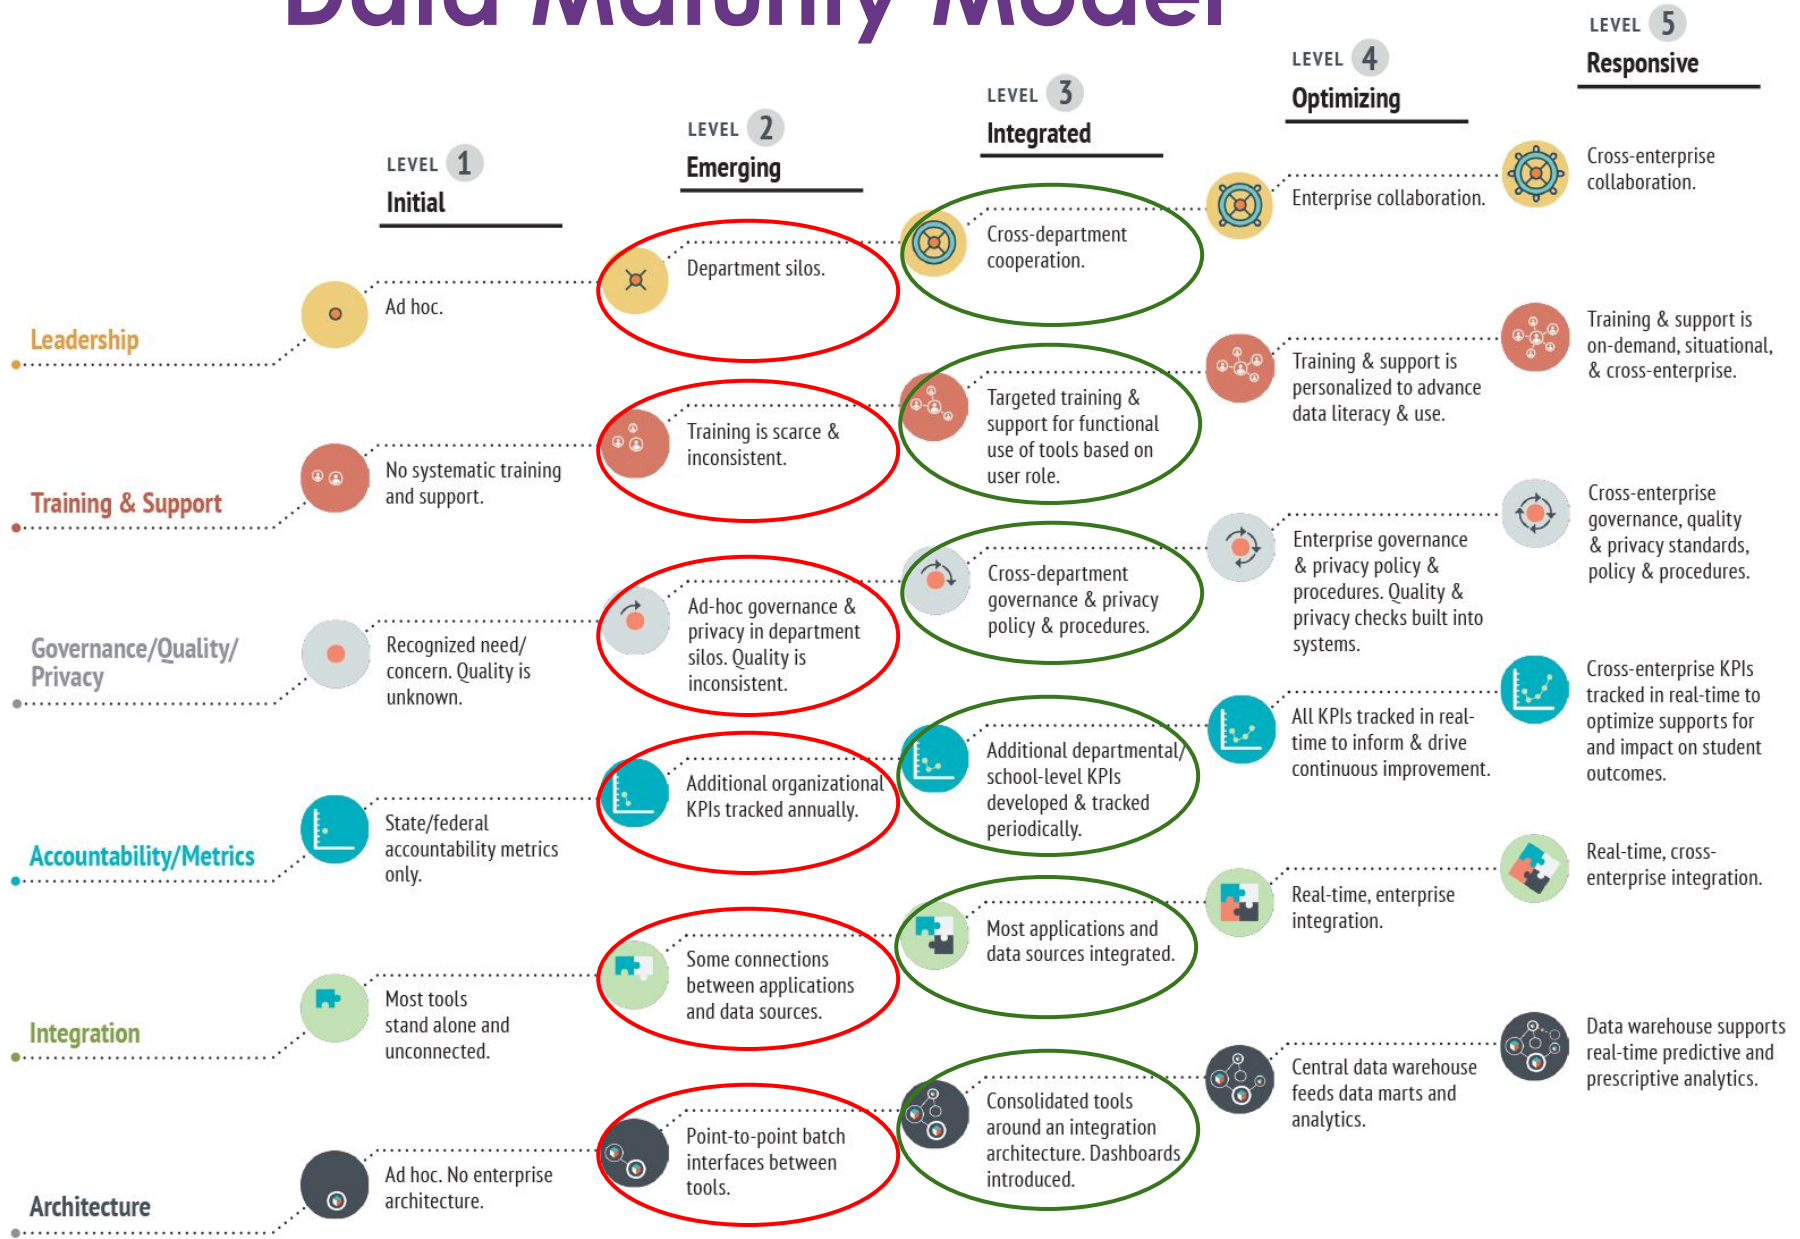 Data Maturity Model
LEVEL 1
Initial
LEVEL 2
Emerging
LEVEL 3
Integrated
LEVEL 4
Optimizing
LEVEL 5
Responsive
Leadership
Ad hoc.
Department silos.
Cross-department
cooperation.
Enterprise collaboration.
Cross-enterprise
collaboration.
Training & Support
No systematic training
and support.
Training is scarce &
inconsistent.
Targeted training &
support for functional
use of tools based on
user role.
Training & support is
personalized to advance
data literacy & use.
Training & support is
on-demand, situational,
& cross-enterprise.
Governance/Quality/
Privacy
Recognized need/
concern. Quality is
unknown.
Ad-hoc governance &
privacy in department
silos. Quality is
inconsistent.
Cross-department
governance & privacy
policy & procedures.
Enterprise governance
& privacy policy &
procedures. Quality &
privacy checks built into
systems.
Cross-enterprise
governance, quality
& privacy standards,
policy & procedures.
Accountability/Metrics
State/federal
accountability metrics
only.
Additional organizational
KPIs tracked annually.
Additional departmental/
school-level KPIs
developed & tracked
periodically.
All KPIs tracked in real-
time to inform & drive
continuous improvement.
Cross-enterprise KPIs
tracked in real-time to
optimize supports for
and impact on student
outcomes.
Integration
Most tools
stand alone and
unconnected.
Some connections
between applications
and data sources.
Most applications and
data sources integrated.
Real-time, enterprise
integration.
Real-time, cross-
enterprise integration.
Architecture
Ad hoc. No enterprise
architecture.
Point-to-point batch
interfaces between
tools.
Consolidated tools
around an integration
architecture. Dashboards
introduced.
Central data warehouse
feeds data marts and
analytics.
Data warehouse supports
real-time predictive and
prescriptive analytics.